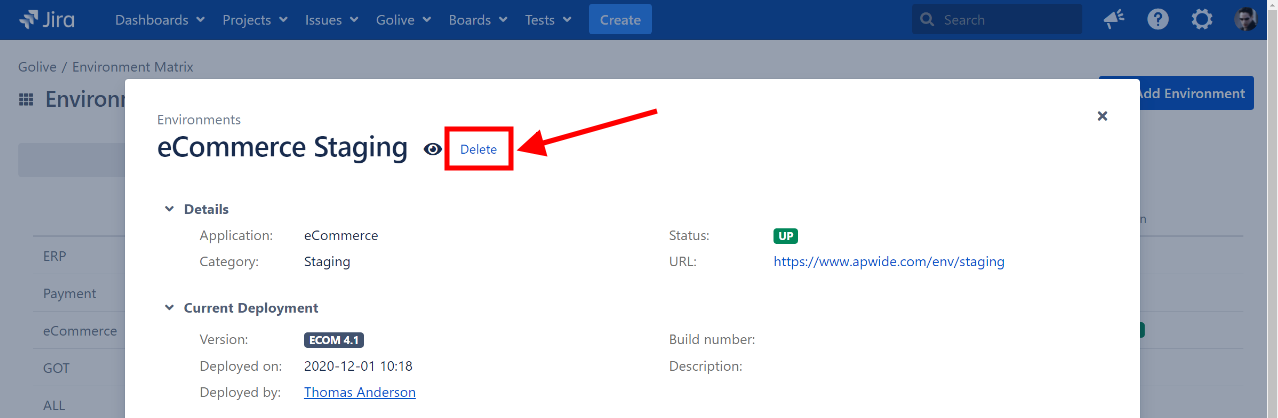 Jira Dashboards Projects Issues Golive Boards Tests Create Search
Golive / Environment Matrix
Environ
Add Environment
Environments
eCommerce Staging Delete
Details
Application: eCommerce Status: UP
Category: Staging URL: https://www.apwide.com/env/staging
ERP
Payment
eCommerce
GOT
ALL
Current Deployment
Version: ECOM 4.1 Build number:
Deployed on: 2020-12-01 10:18 Description:
Deployed by: Thomas Anderson